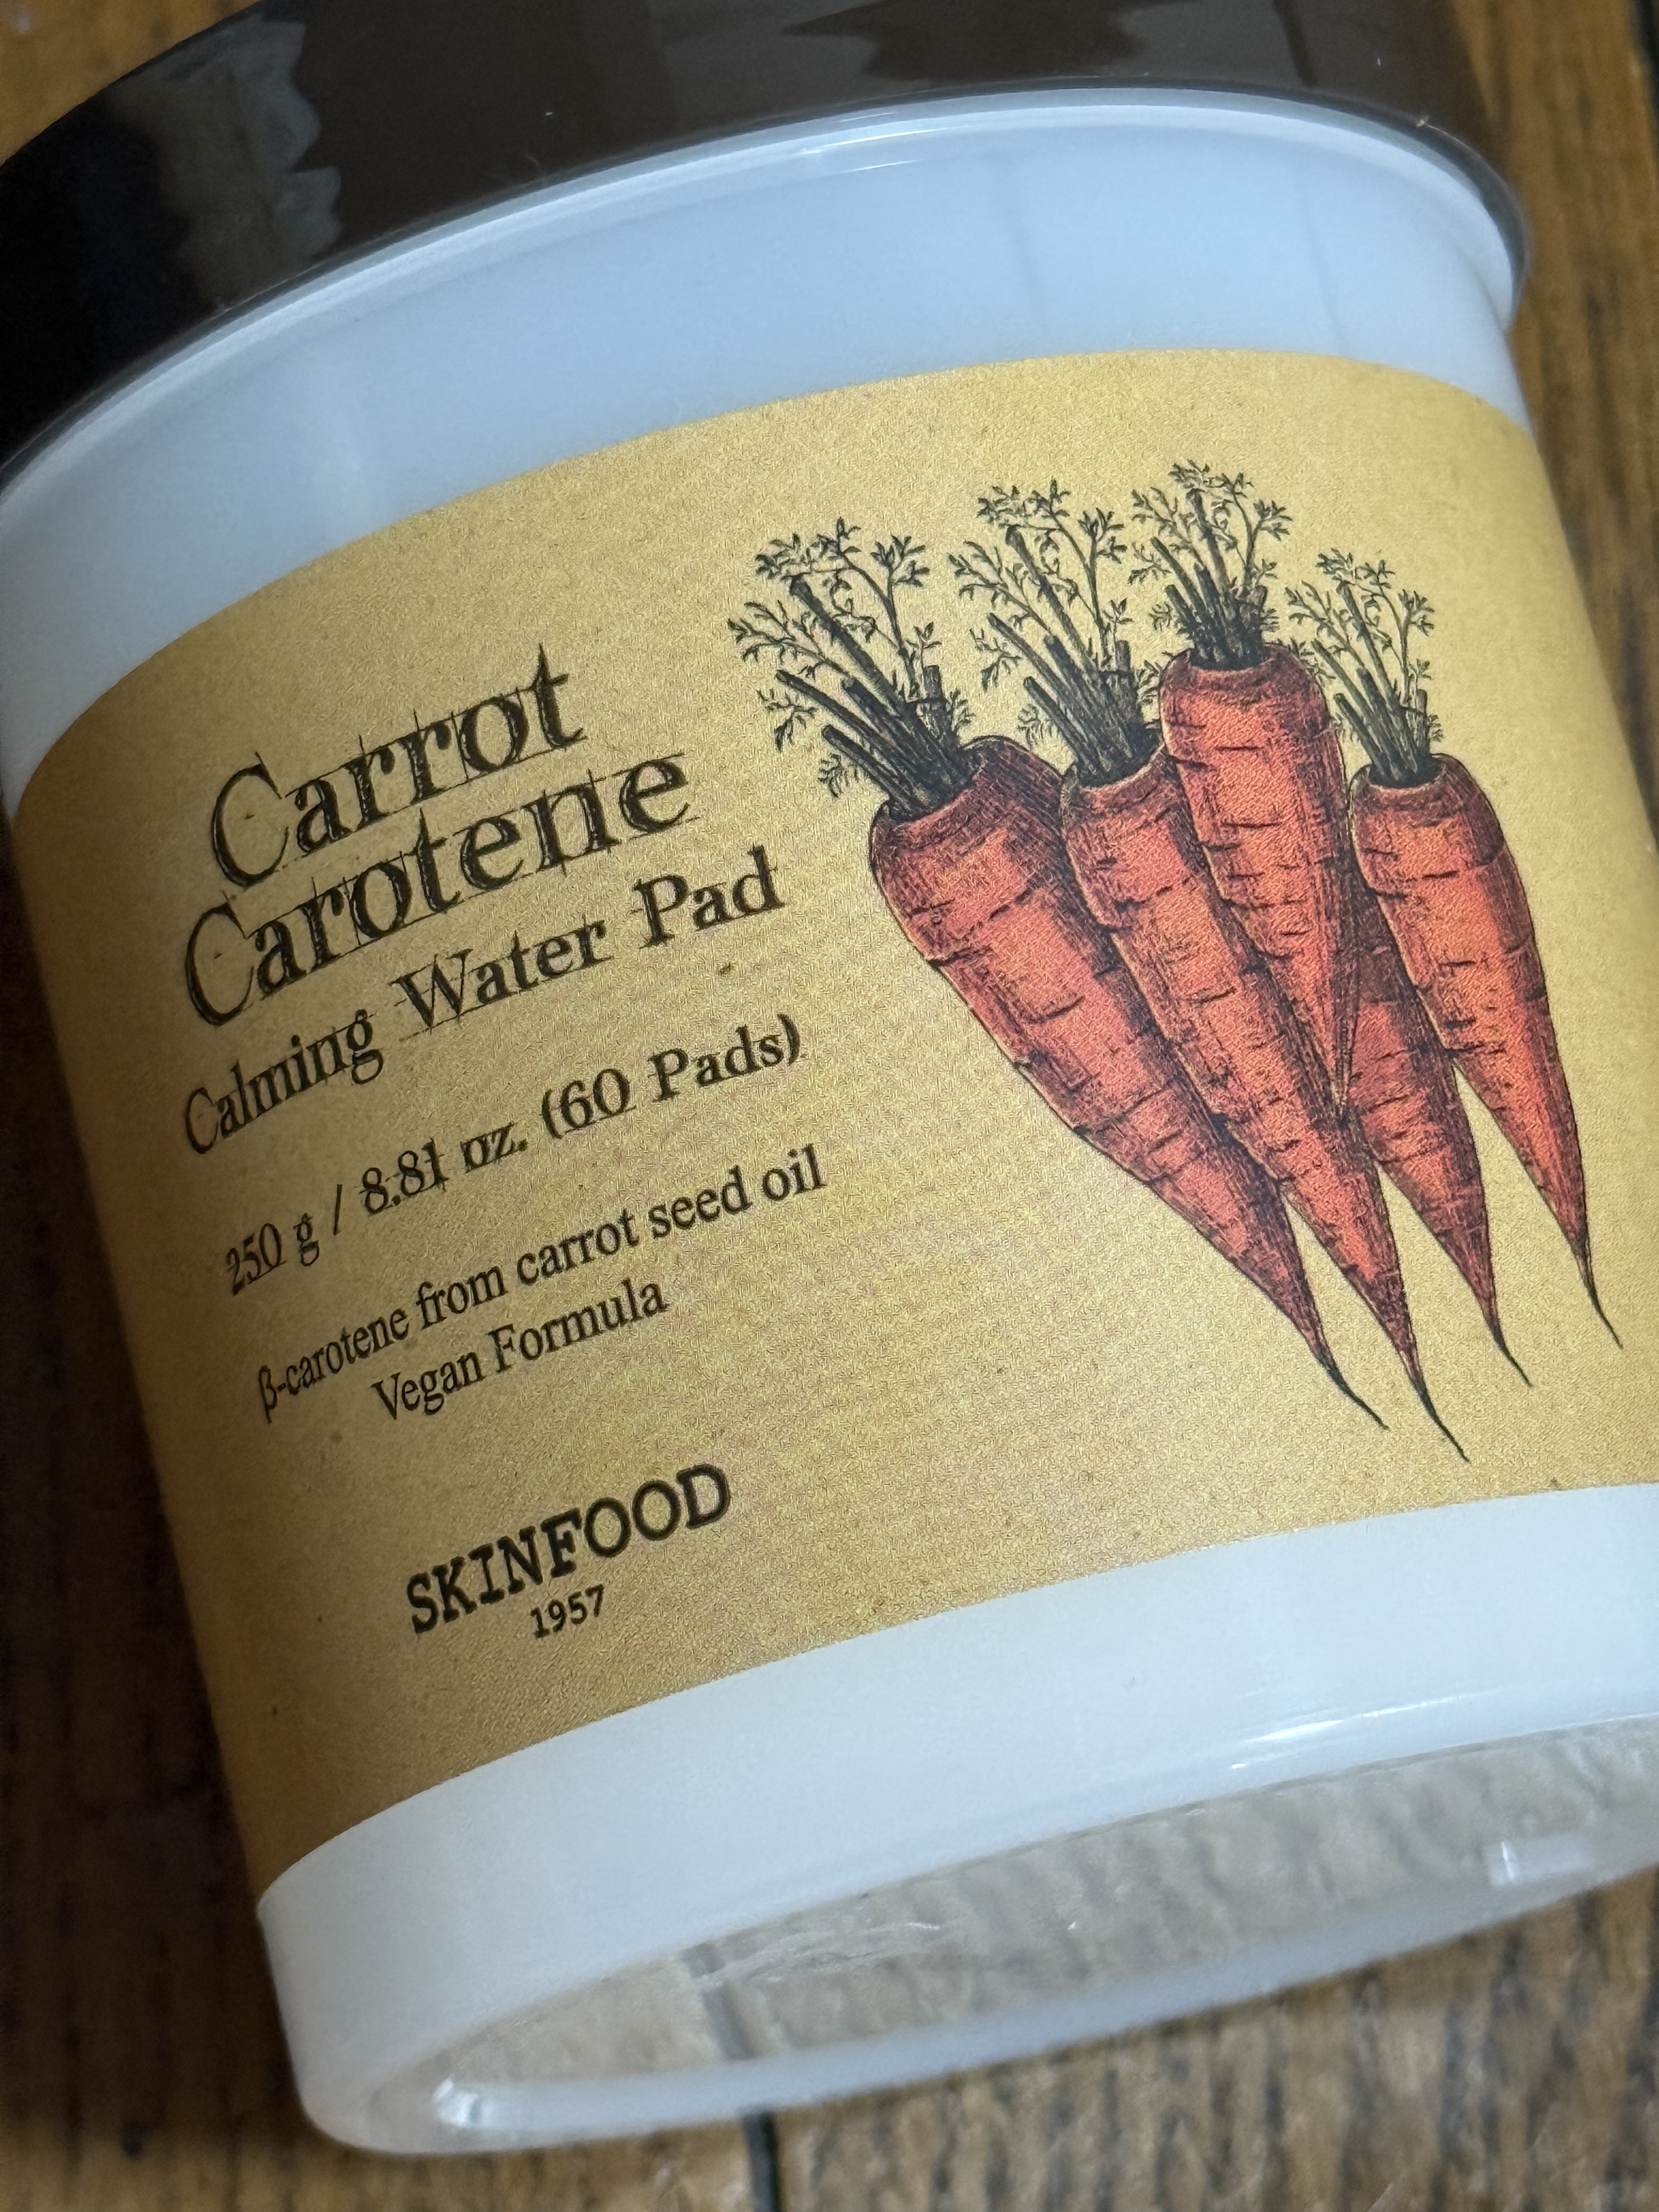 Carrot
Carotene
Calming Water Pad
250 g / 8.81 oz. (60 Pads)
β-carotene from carrot seed oil
Vegan Formula
SKINFOOD
1957